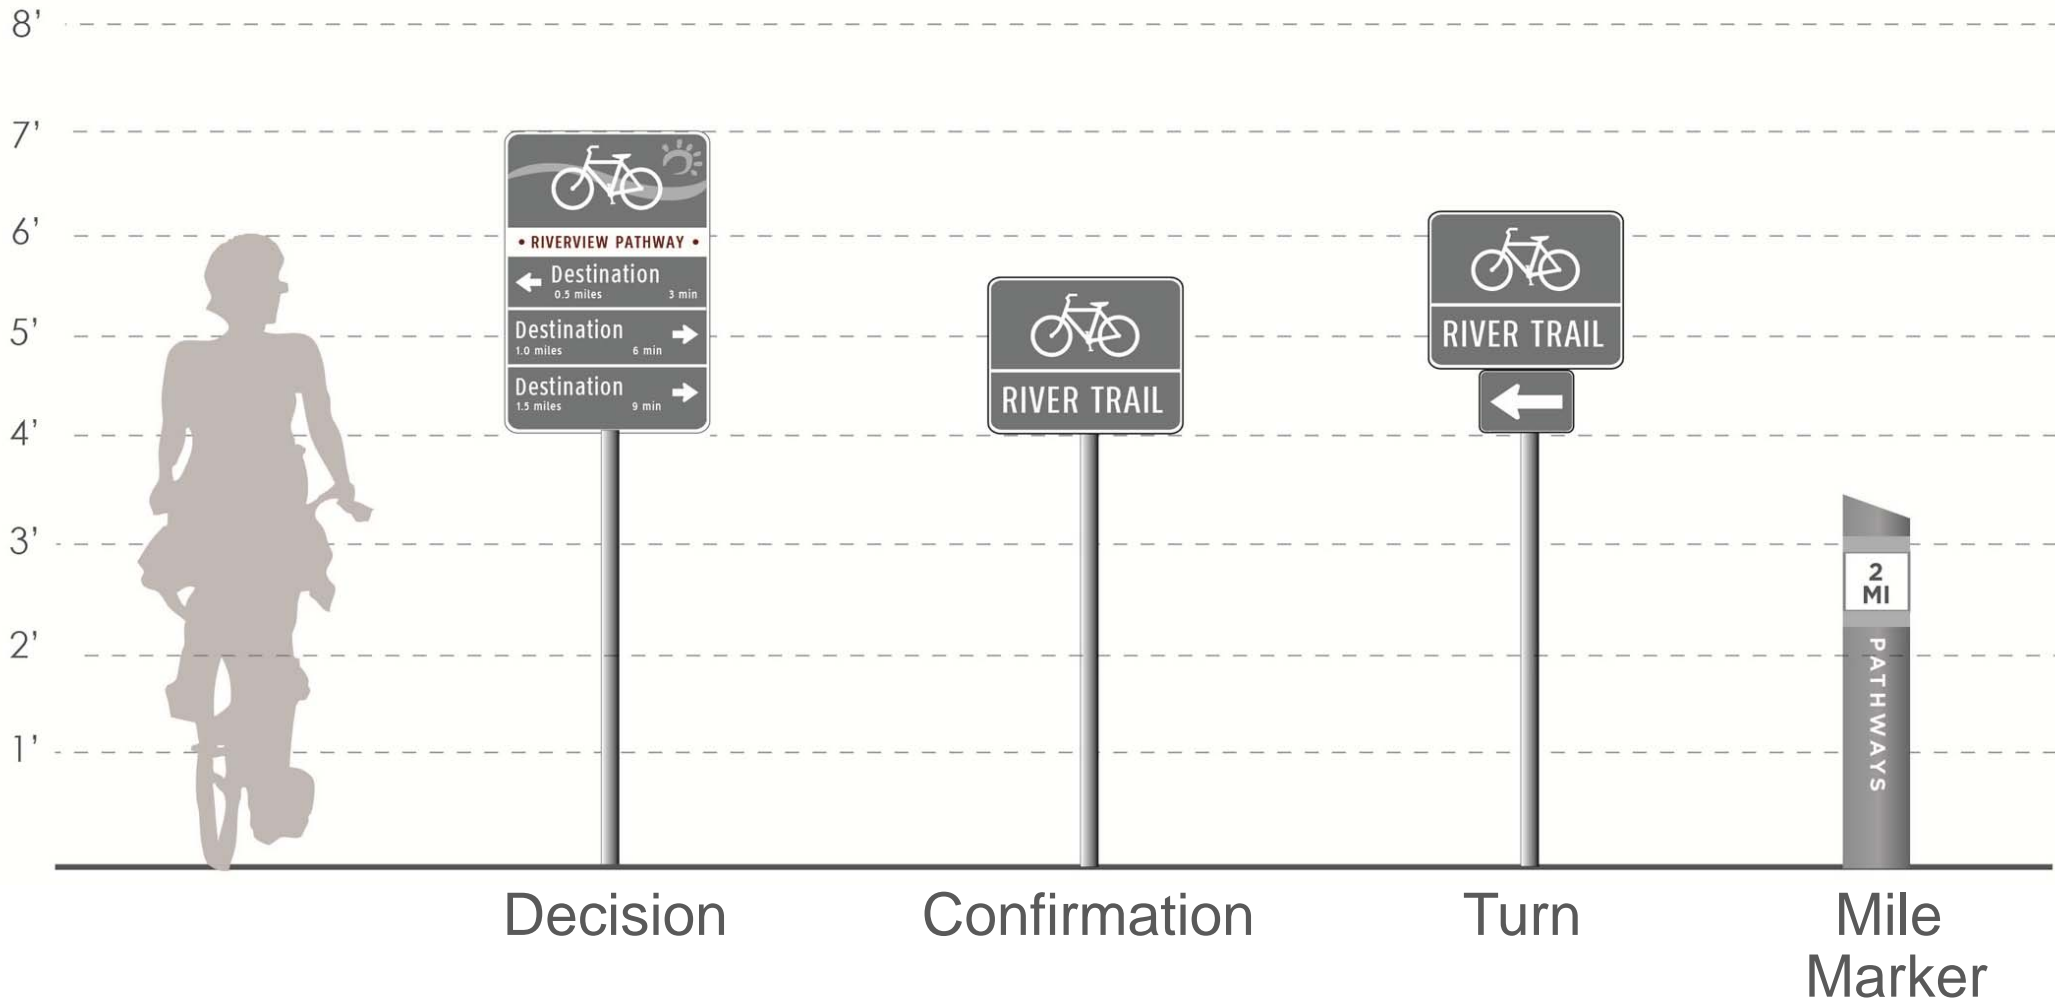 8’
7’
6’
5’
4’
3’
2’
1’
• RIVERVIEW PATHWAY •
Destination
0.5 miles 3 min
Destination
1.0 miles 6 min
Destination
1.5 miles 9 min
RIVER TRAIL
RIVER TRAIL
2
MI
PATHWAYS
Decision
Confirmation
Turn
Mile
Marker